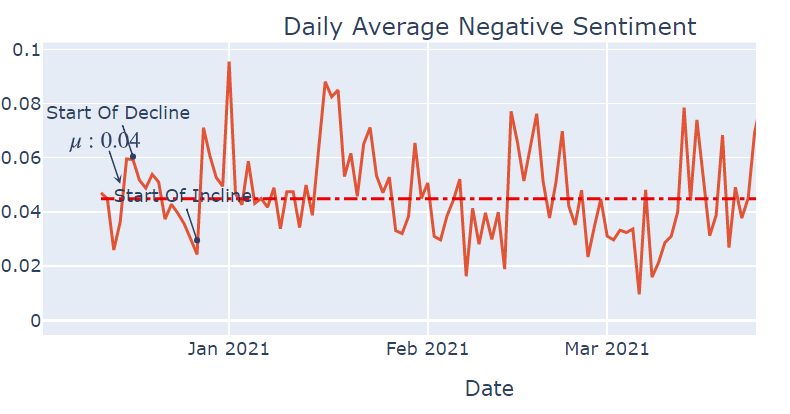 Daily Average Negative Sentiment
0.1
0.08
Start Of Decline
μ : 0.04
0.06
Start Of Incline
0.04
0.02
0
Jan 2021
Feb 2021
Mar 2021
Date